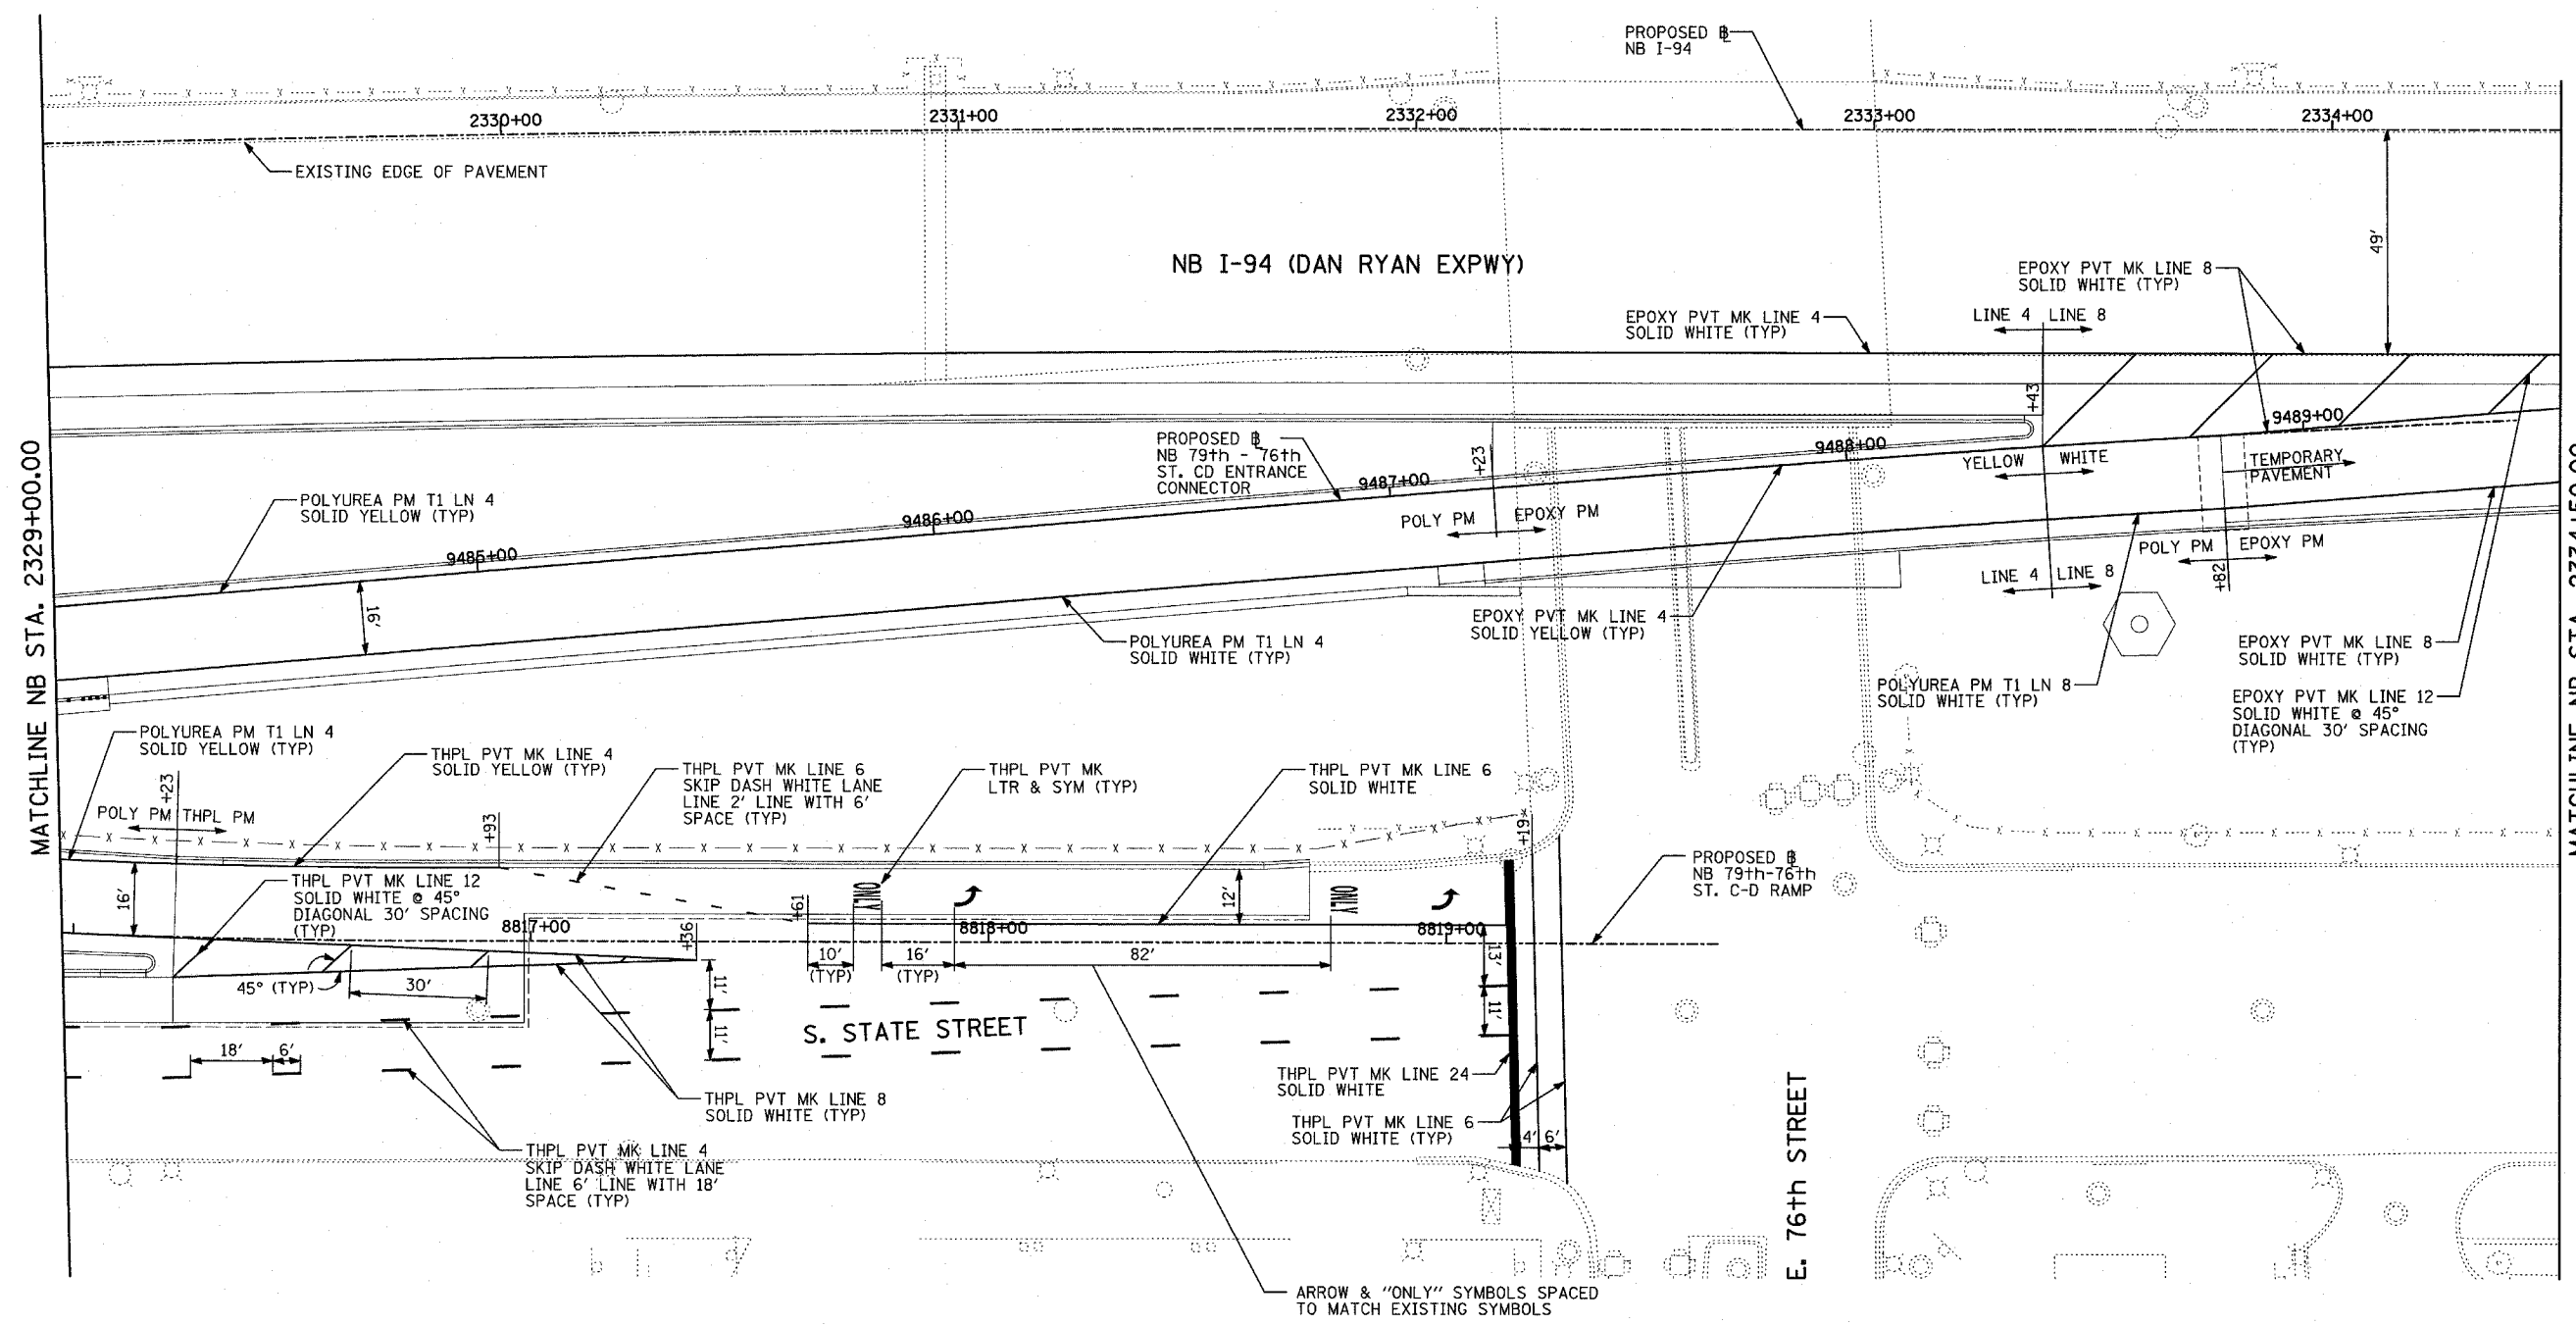 PROPOSED ℄
NB I-94
2330+00
2331+00
2332+00
2333+00
2334+00
EXISTING EDGE OF PAVEMENT
49'
NB I-94 (DAN RYAN EXPWY)
EPOXY PVT MK LINE 8
SOLID WHITE (TYP)
EPOXY PVT MK LINE 4
SOLID WHITE (TYP)
LINE 4 LINE 8
+43
9489+00
PROPOSED ℄
NB 79th - 76th
ST. CD ENTRANCE
CONNECTOR
+23
9488+00
YELLOW WHITE
TEMPORARY
PAVEMENT
9487+00
POLYUREA PM T1 LN 4
SOLID YELLOW (TYP)
9486+00
POLY PM EPOXY PM
9485+00
POLY PM EPOXY PM
+82
LINE 4 LINE 8
16'
MATCHLINE NB STA. 2329+00.00
MATCHLINE NB STA. 2334+50.00
EPOXY PVT MK LINE 4
SOLID YELLOW (TYP)
POLYUREA PM T1 LN 4
SOLID WHITE (TYP)
EPOXY PVT MK LINE 8
SOLID WHITE (TYP)
POLYUREA PM T1 LN 8
SOLID WHITE (TYP)
EPOXY PVT MK LINE 12
SOLID WHITE @ 45°
DIAGONAL 30' SPACING
(TYP)
POLYUREA PM T1 LN 4
SOLID YELLOW (TYP)
THPL PVT MK LINE 4
SOLID YELLOW (TYP)
THPL PVT MK LINE 6
SKIP DASH WHITE LANE
LINE 2' LINE WITH 6'
SPACE (TYP)
THPL PVT MK
LTR & SYM (TYP)
THPL PVT MK LINE 6
SOLID WHITE
+23
POLY PM THPL PM
+93
+19
PROPOSED ℄
NB 79th-76th
ST. C-D RAMP
THPL PVT MK LINE 12
SOLID WHITE @ 45°
DIAGONAL 30' SPACING
(TYP)
16'
+61
ONLY
12'
ONLY
8817+00
+36
8818+00
8819+00
10'
(TYP)
16'
(TYP)
82'
13'
45° (TYP)
30'
11'
11'
11'
S. STATE STREET
18'
6'
THPL PVT MK LINE 24
SOLID WHITE
THPL PVT MK LINE 8
SOLID WHITE (TYP)
THPL PVT MK LINE 6
SOLID WHITE (TYP)
4'
6'
THPL PVT MK LINE 4
SKIP DASH WHITE LANE
LINE 6' LINE WITH 18'
SPACE (TYP)
E. 76th STREET
ARROW & "ONLY" SYMBOLS SPACED
TO MATCH EXISTING SYMBOLS